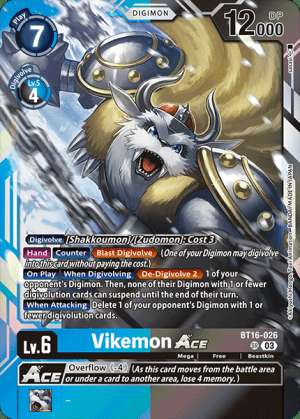 Play
7
DIGIMON
DP
12000
Digivolve
Lv.5
4
Digivolve [Shakkoumon]/[Zudomon]: Cost 3
Hand Counter Blast Digivolve (One of your Digimon may digivolve
into this card without paying the cost.)
On Play When Digivolving De-Digivolve 2 1 of your
opponent's Digimon. Then, none of their Digimon with 1 or fewer
digivolution cards can suspend until the end of their turn.
When Attacking Delete 1 of your opponent's Digimon with 1 or
fewer digivolution cards.
Lv.6
Vikemon ACE
BT16-026
SR 03
Mega Free
ACE Overflow ⟨-4⟩ (As this card moves from the battle area
or under a card to another area, lose 4 memory.)